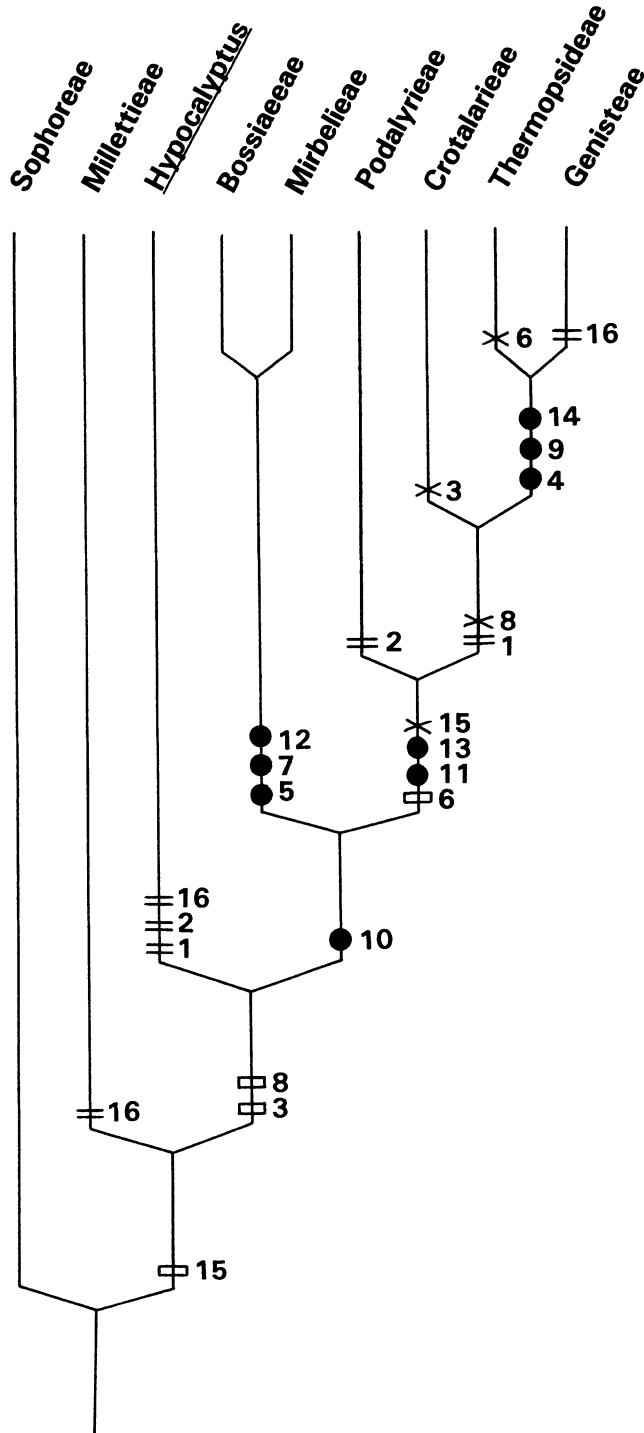 Sophoreae
Millettieae
Hypocalyptus
Bossiaeeae
Mirbelieae
Podalyrieae
Crotalarieae
Thermopsideae
Genisteae
6
16
14
9
4
3
8
1
2
15
13
11
6
12
7
5
16
2
1
10
8
3
16
15